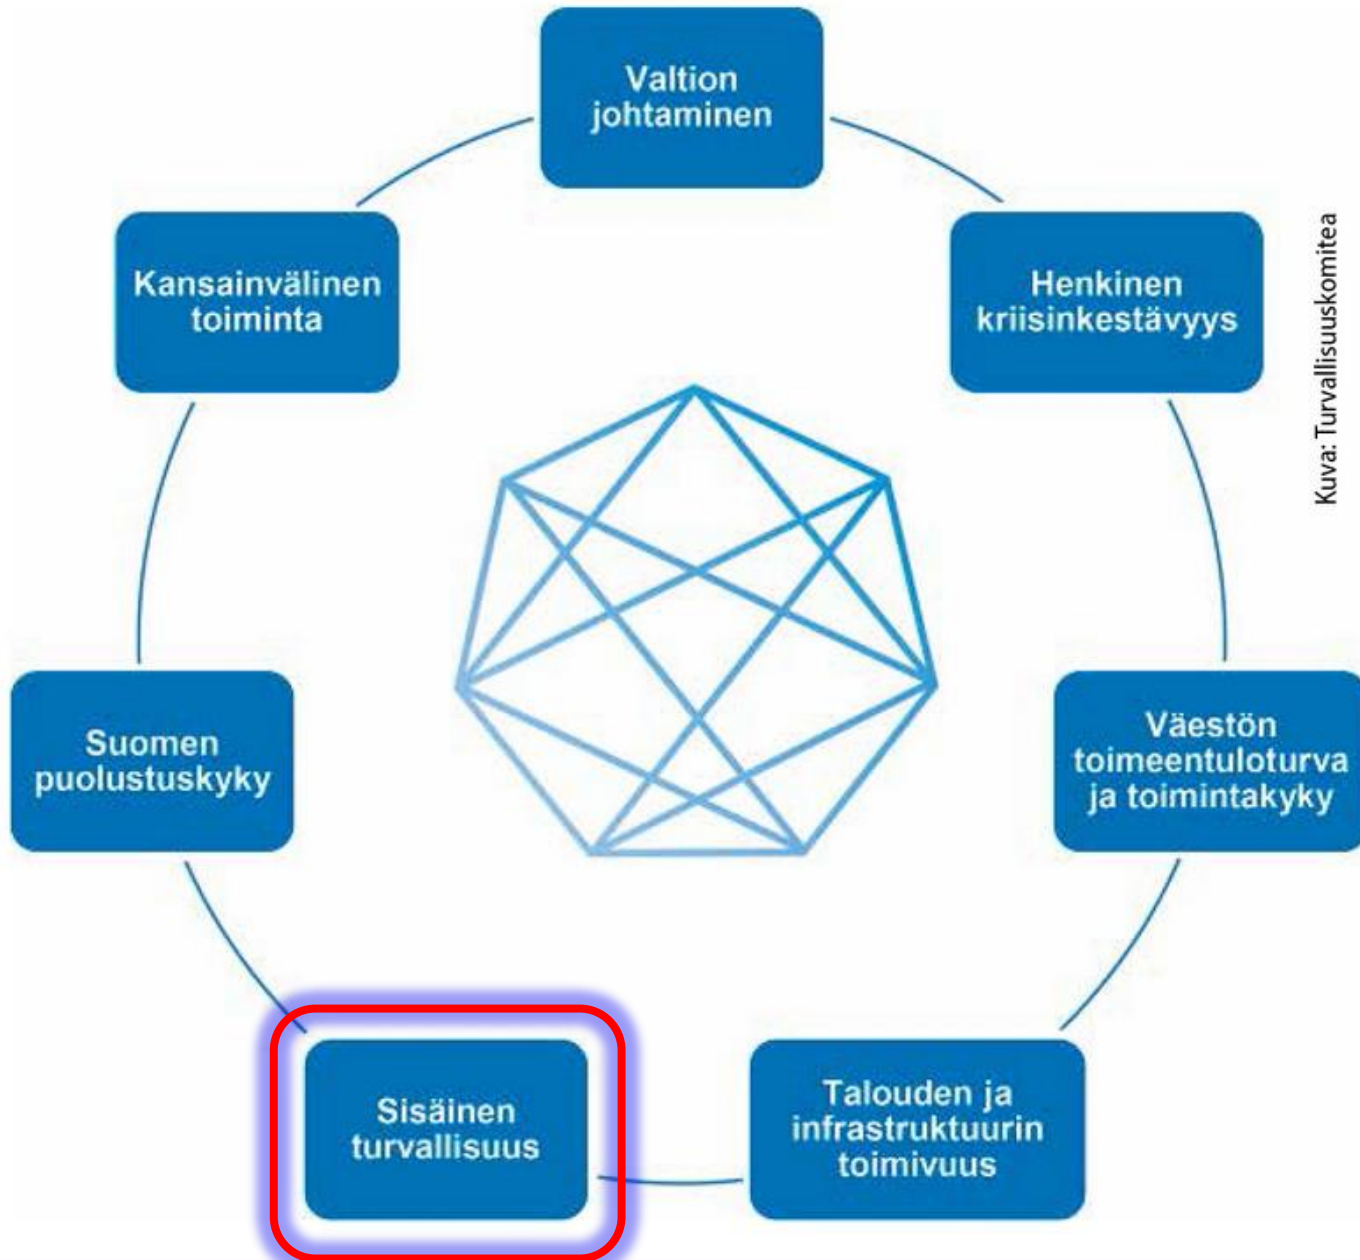 Valtion
johtaminen
Henkinen
kriisinkestävyys
Väestön
toimeentuloturva
ja toimintakyky
Talouden ja
infrastruktuurin
toimivuus
Sisäinen
turvallisuus
Suomen
puolustuskyky
Kansainvälinen
toiminta
Kuva: Turvallisuuskomitea